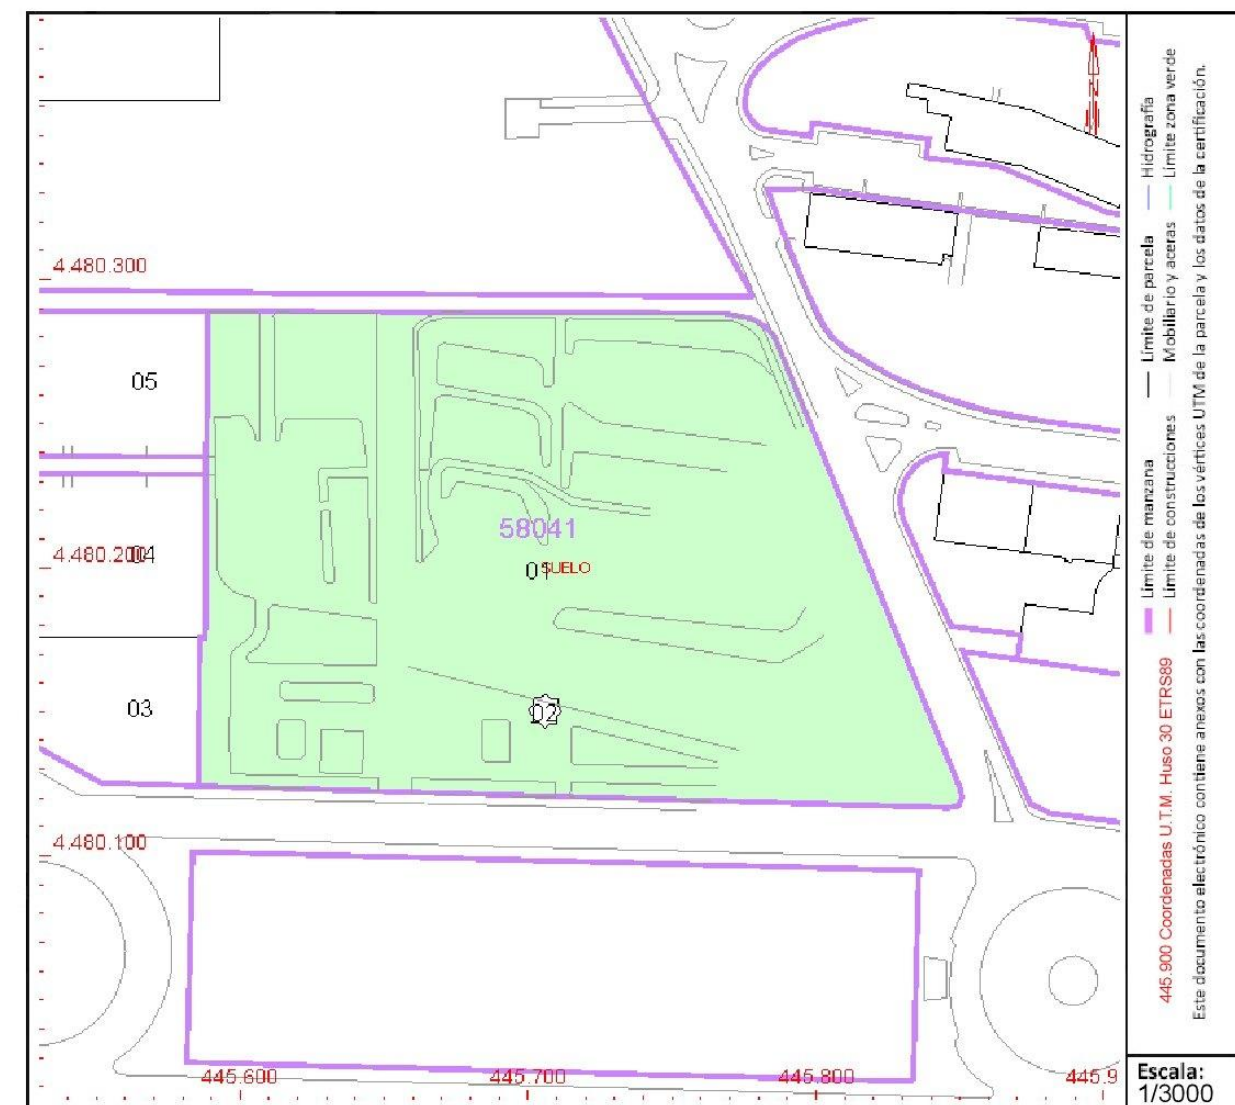 4.480.300
05
58041
4.480.200
04
01
SUELO
03
02
4.480.100
445.600
445.700
445.800
445.9
445.900 Coordenadas U.T.M. Huso 30 ETRS89
Límite de manzana
Límite de parcela
Hidrografía
Límite de construcciones
Mobiliario y aceras
Límite zona verde
Este documento electrónico contiene anexos con las coordenadas de los vértices UTM de la parcela y los datos de la certificación.
Escala:
1/3000